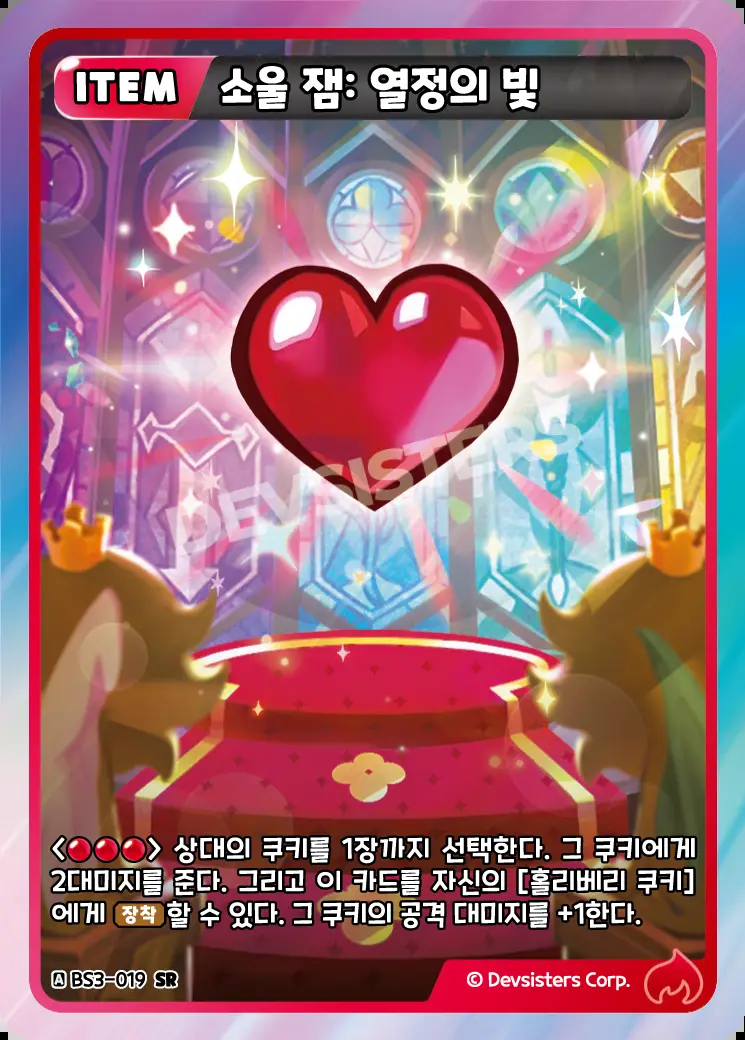 ITEM 소울 잼: 열정의 빛
DEVSISTERS
<🔴🔴🔴> 상대의 쿠키를 1장까지 선택한다. 그 쿠키에게
2대미지를 준다. 그리고 이 카드를 자신의 [홀리베리 쿠키]
에게 장착 할 수 있다. 그 쿠키의 공격 대미지를 +1한다.
A BS3-019 SR © Devsisters Corp.